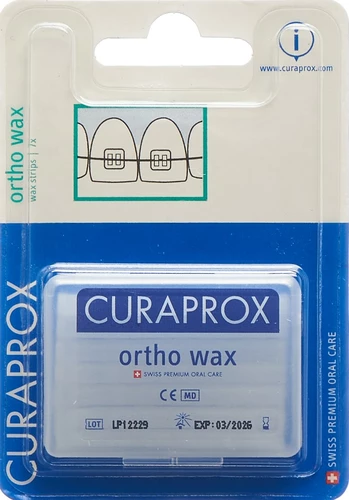 i
www.curaprox.com
ortho wax
wax strips | 7x
CURAPROX
CURAPROX
ortho wax
SWISS PREMIUM ORAL CARE
CE MD
LOT LP12229 EXP:03/2026
SWISS PREMIUM ORAL CARE